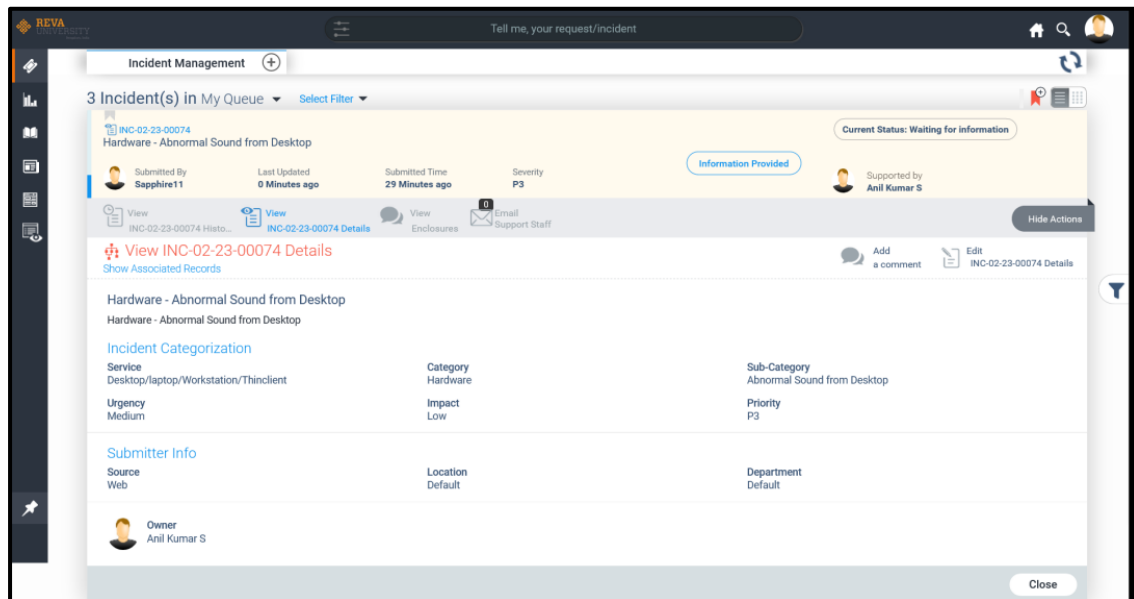 REVA
UNIVERSITY
Tell me, your request/incident
Incident Management
3 Incident(s) in My Queue Select Filter
INC-02-23-00074
Hardware - Abnormal Sound from Desktop
Current Status: Waiting for information
Submitted By Last Updated Submitted Time Severity
Sapphire11 0 Minutes ago 29 Minutes ago P3
Information Provided
Supported by
Anil Kumar S
View
INC-02-23-00074 Histo...
View
INC-02-23-00074 Details
View
Enclosures
0
Email
Support Staff
Hide Actions
View INC-02-23-00074 Details
Show Associated Records
Add
a comment
Edit
INC-02-23-00074 Details
Hardware - Abnormal Sound from Desktop
Hardware - Abnormal Sound from Desktop
Incident Categorization
Service Category Sub-Category
Desktop/laptop/Workstation/Thinclient Hardware Abnormal Sound from Desktop
Urgency Impact Priority
Medium Low P3
Submitter Info
Source Location Department
Web Default Default
Owner
Anil Kumar S
Close